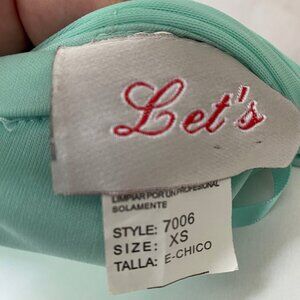 Let's
LIMPIAR POR UN PROFESIONAL
SOLAMENTE
STYLE: 7006
SIZE: XS
TALLA: E-CHICO